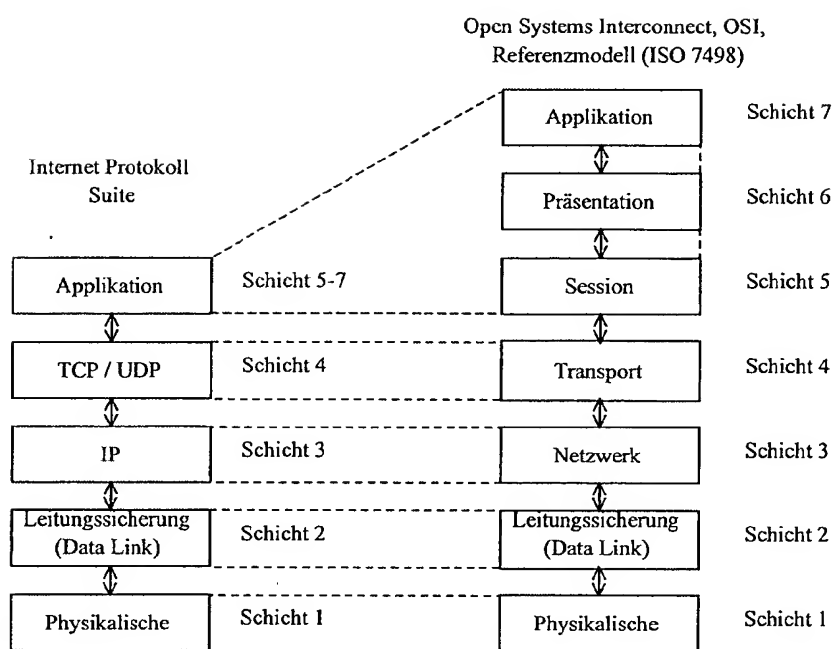 Open Systems Interconnect, OSI,
Referenzmodell (ISO 7498)
Applikation
Schicht 7
Internet Protokoll
Suite
Präsentation
Schicht 6
Applikation
Schicht 5-7
Session
Schicht 5
TCP / UDP
Schicht 4
Transport
Schicht 4
IP
Schicht 3
Netzwerk
Schicht 3
Leitungssicherung
(Data Link)
Schicht 2
Leitungssicherung
(Data Link)
Schicht 2
Physikalische
Schicht 1
Physikalische
Schicht 1